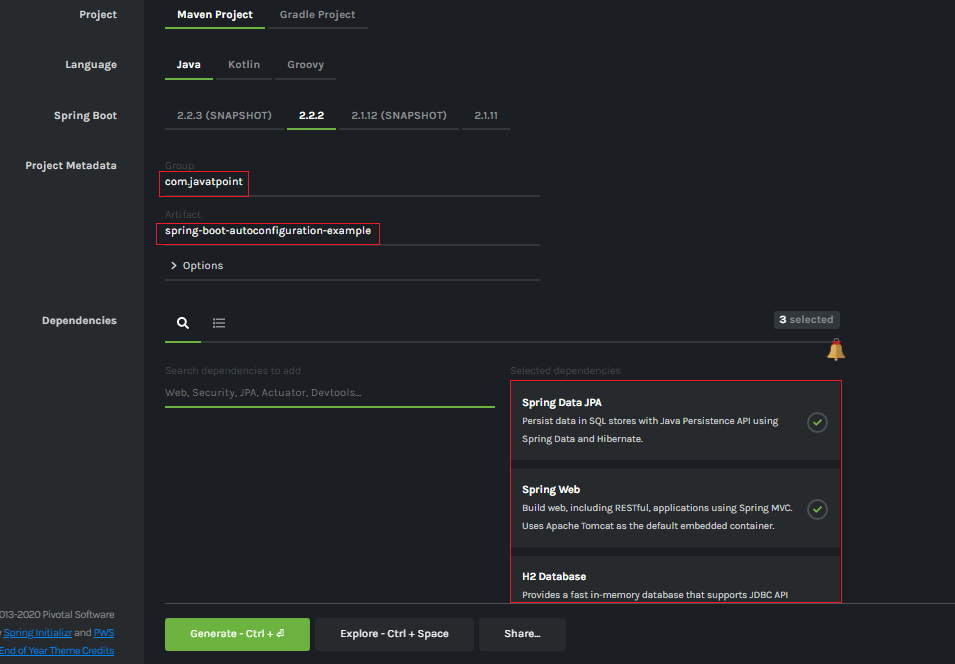 Project
Maven Project Gradle Project
Language
Java Kotlin Groovy
Spring Boot
2.2.3 (SNAPSHOT) 2.2.2 2.1.12 (SNAPSHOT) 2.1.11
Project Metadata
Group
com.javatpoint
Artifact
spring-boot-autoconfiguration-example
Options
Dependencies
3 selected
Search dependencies to add
Web, Security, JPA, Actuator, Devtools...
Selected dependencies
Spring Data JPA
Persist data in SQL stores with Java Persistence API using
Spring Data and Hibernate.
Spring Web
Build web, including RESTful, applications using Spring MVC.
Uses Apache Tomcat as the default embedded container.
H2 Database
Provides a fast in-memory database that supports JDBC API
013-2020 Pivotal Software
Spring Initializr and PWS
End of Year Theme Credits
Generate - Ctrl + ⏎
Explore - Ctrl + Space
Share...